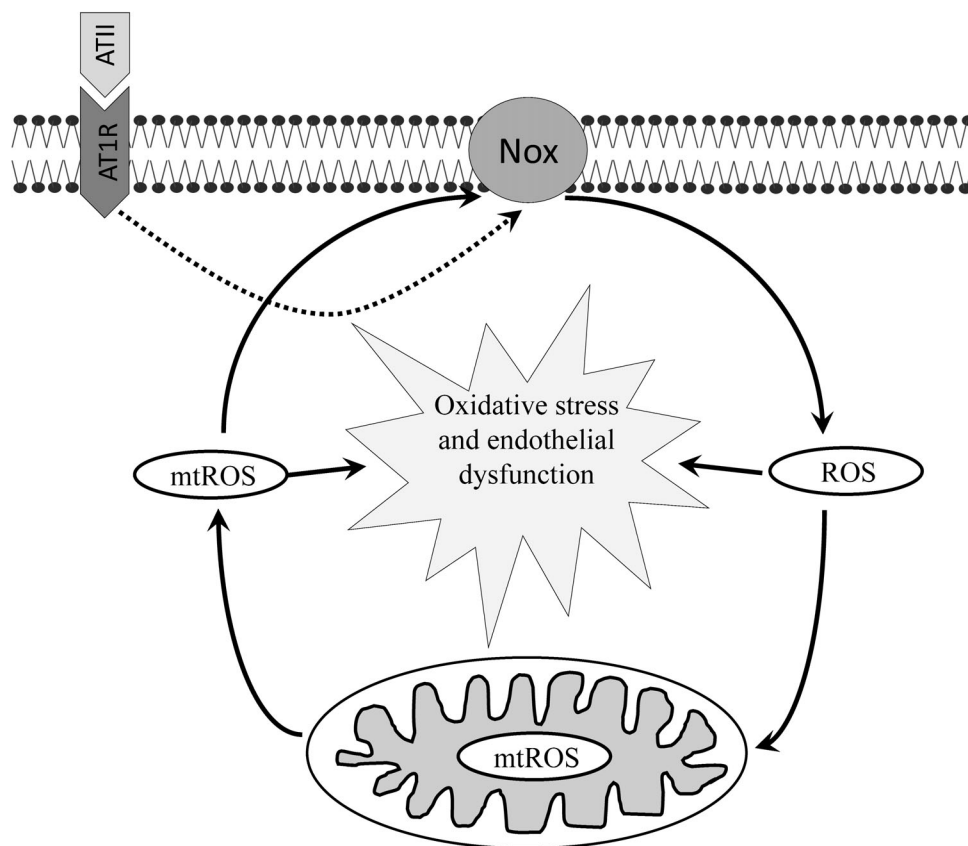 ATII
AT1R
Nox
Oxidative stress
and endothelial
dysfunction
mtROS
ROS
mtROS